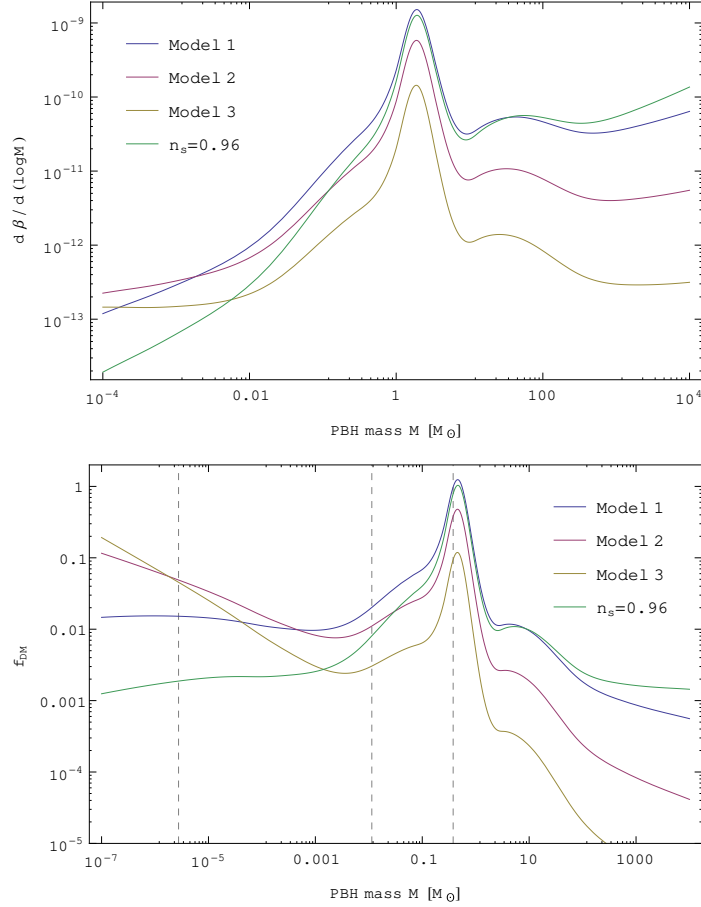 10^-9
10^-10
10^-11
10^-12
10^-13
d β / d (logM)
Model 1
Model 2
Model 3
n_s=0.96
10^-4 0.01 1 100 10^4
PBH mass M [M_⊙]
1
0.1
0.01
0.001
10^-4
10^-5
f_DM
Model 1
Model 2
Model 3
n_s=0.96
10^-7 10^-5 0.001 0.1 10 1000
PBH mass M [M_⊙]